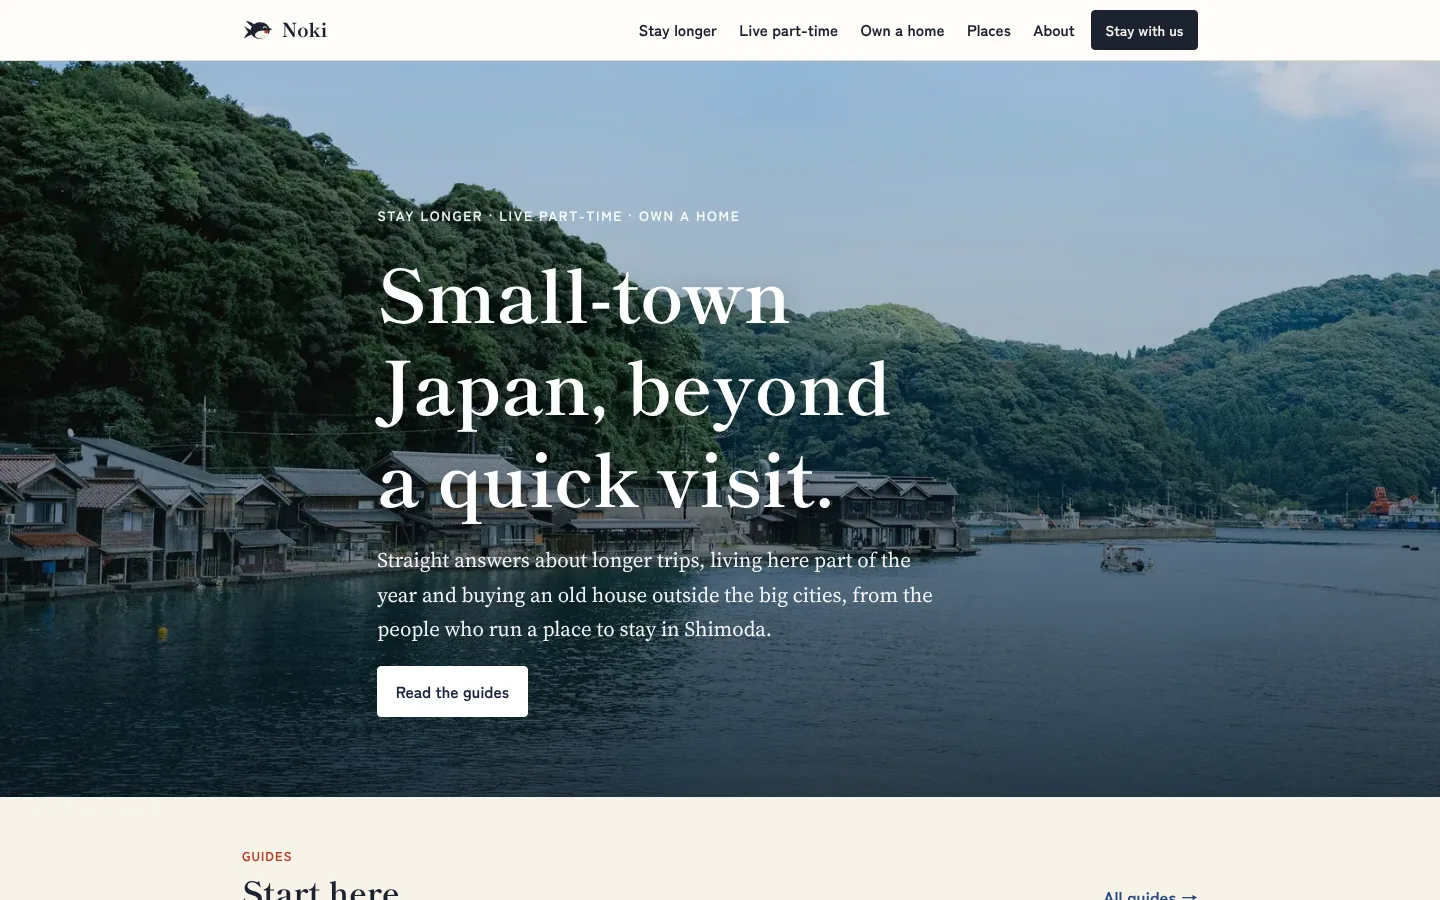 Noki
Stay longer
Live part-time
Own a home
Places
About
Stay with us
STAY LONGER · LIVE PART-TIME · OWN A HOME
Small-town
Japan, beyond
a quick visit.
Straight answers about longer trips, living here part of the
year and buying an old house outside the big cities, from the
people who run a place to stay in Shimoda.
Read the guides
GUIDES
Start here
All guides →